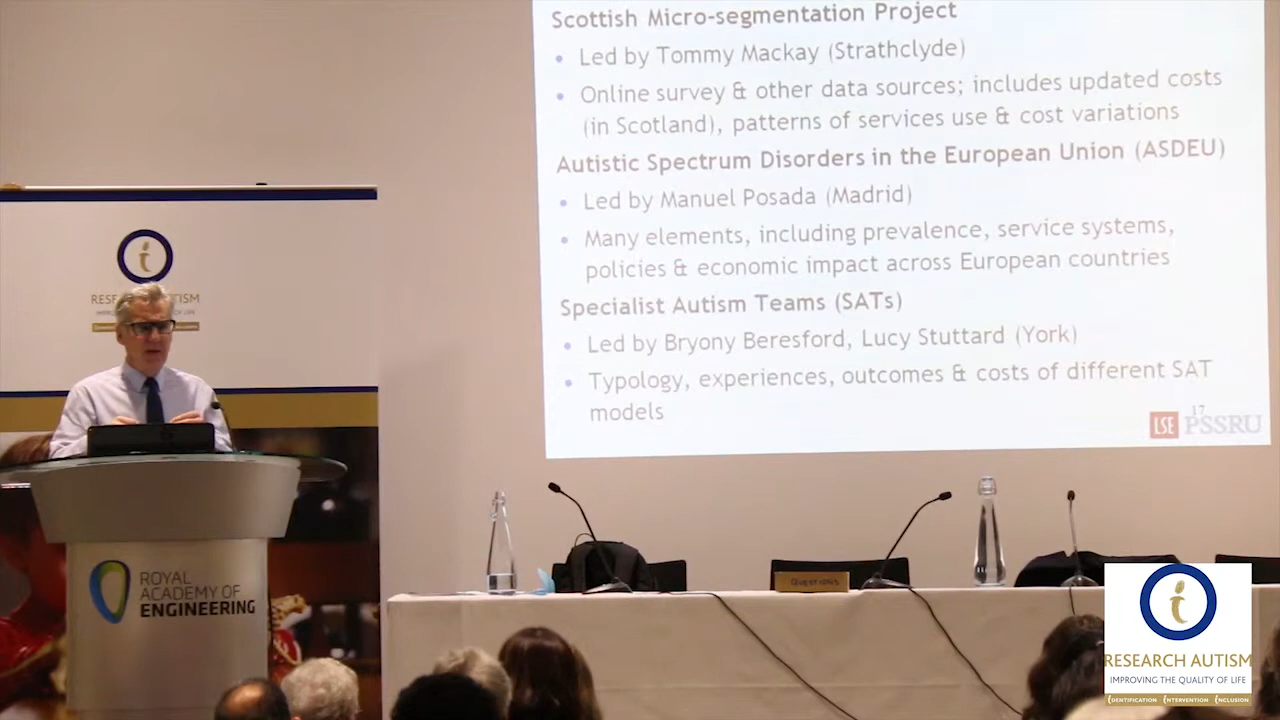 Scottish Micro-segmentation Project
• Led by Tommy Mackay (Strathclyde)
• Online survey & other data sources; includes updated costs
(in Scotland), patterns of services use & cost variations
Autistic Spectrum Disorders in the European Union (ASDEU)
• Led by Manuel Posada (Madrid)
• Many elements, including prevalence, service systems,
policies & economic impact across European countries
Specialist Autism Teams (SATs)
• Led by Bryony Beresford, Lucy Stuttard (York)
• Typology, experiences, outcomes & costs of different SAT
models
17
LSE PSSRU
ROYAL
ACADEMY OF
ENGINEERING
QUESTIONS
RESEARCH AUTISM
IMPROVING THE QUALITY OF LIFE
IDENTIFICATION INTERVENTION INCLUSION